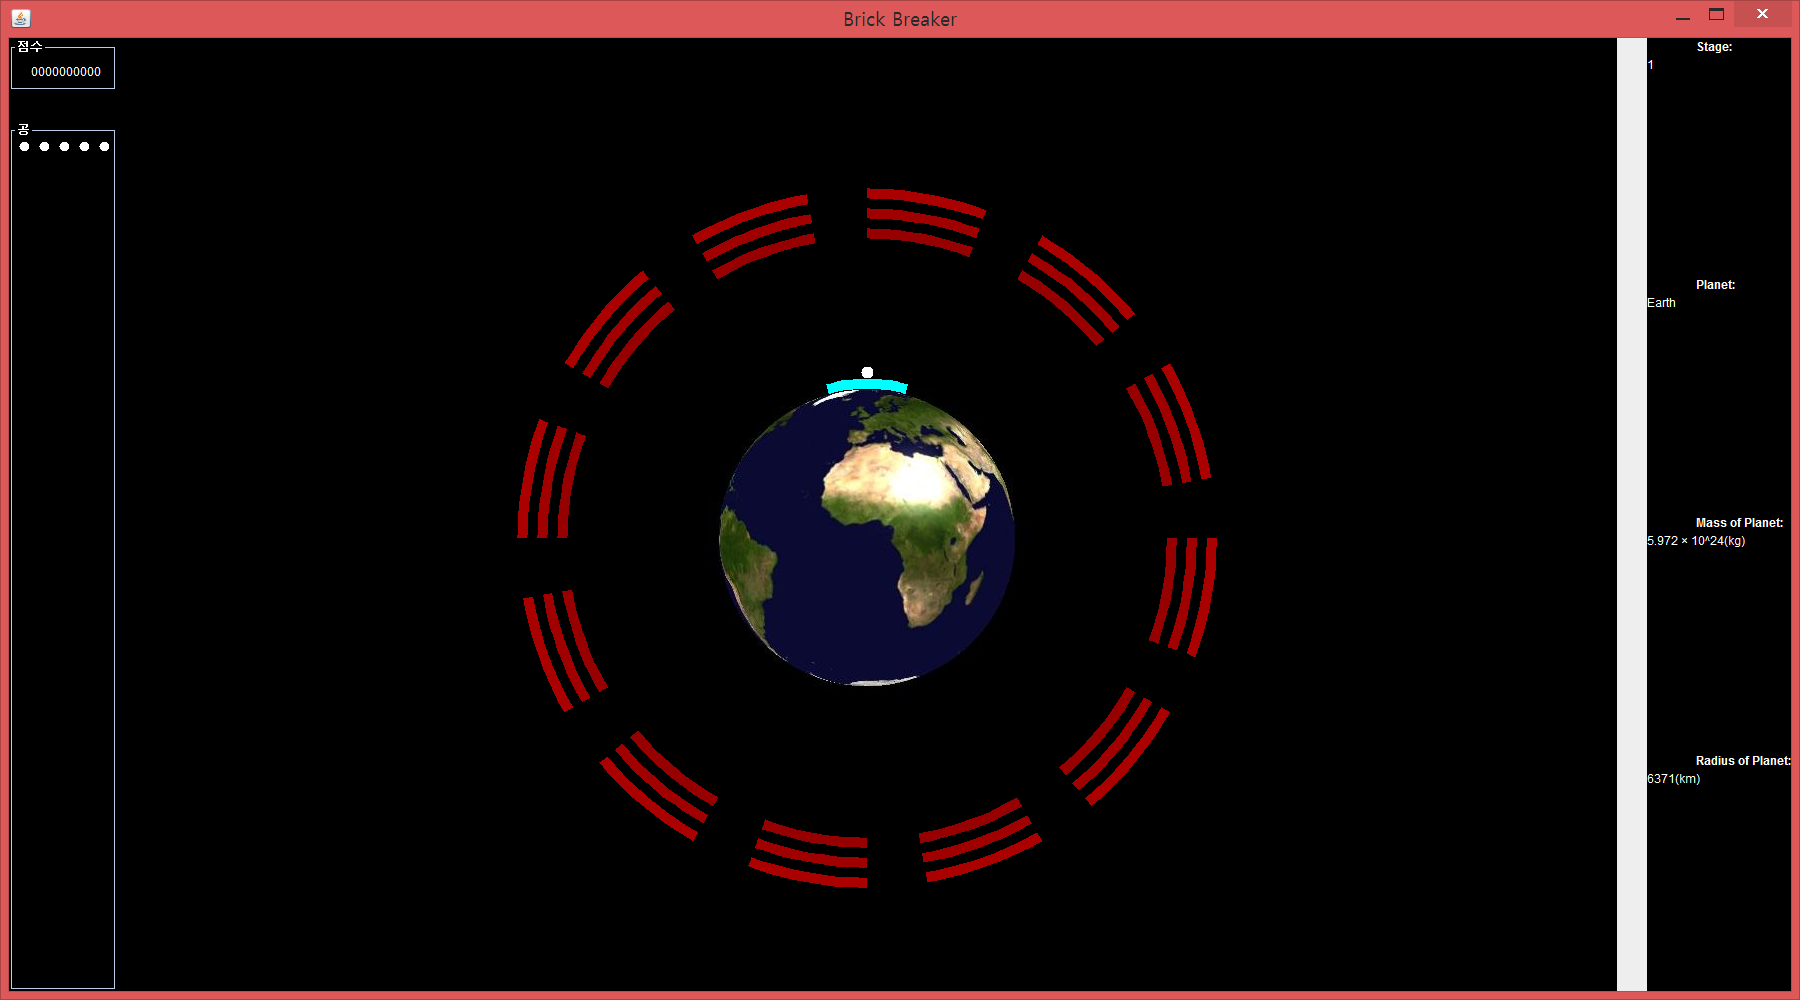 Brick Breaker
점수
0000000000
공
Stage:
1
Planet:
Earth
Mass of Planet:
5.972 × 10^24(kg)
Radius of Planet:
6371(km)